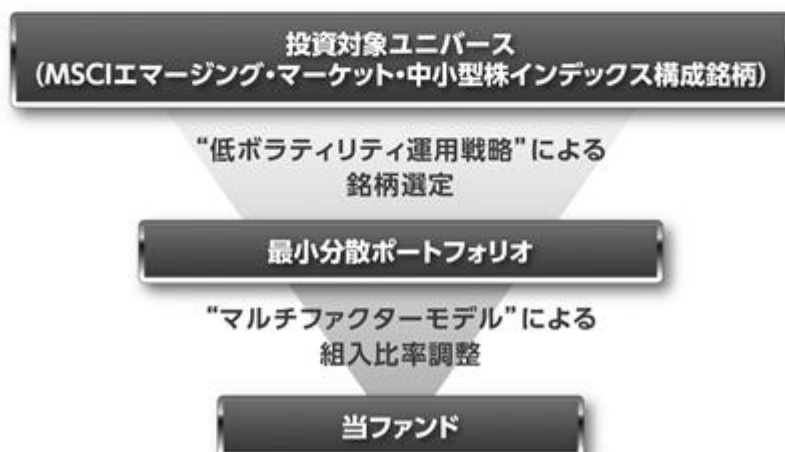 投資対象ユニバース
(MSCIエマージング・マーケット・中小型株インデックス構成銘柄)
“低ボラティリティ運用戦略”による
銘柄選定
最小分散ポートフォリオ
“マルチファクターモデル”による
組入比率調整
当ファンド